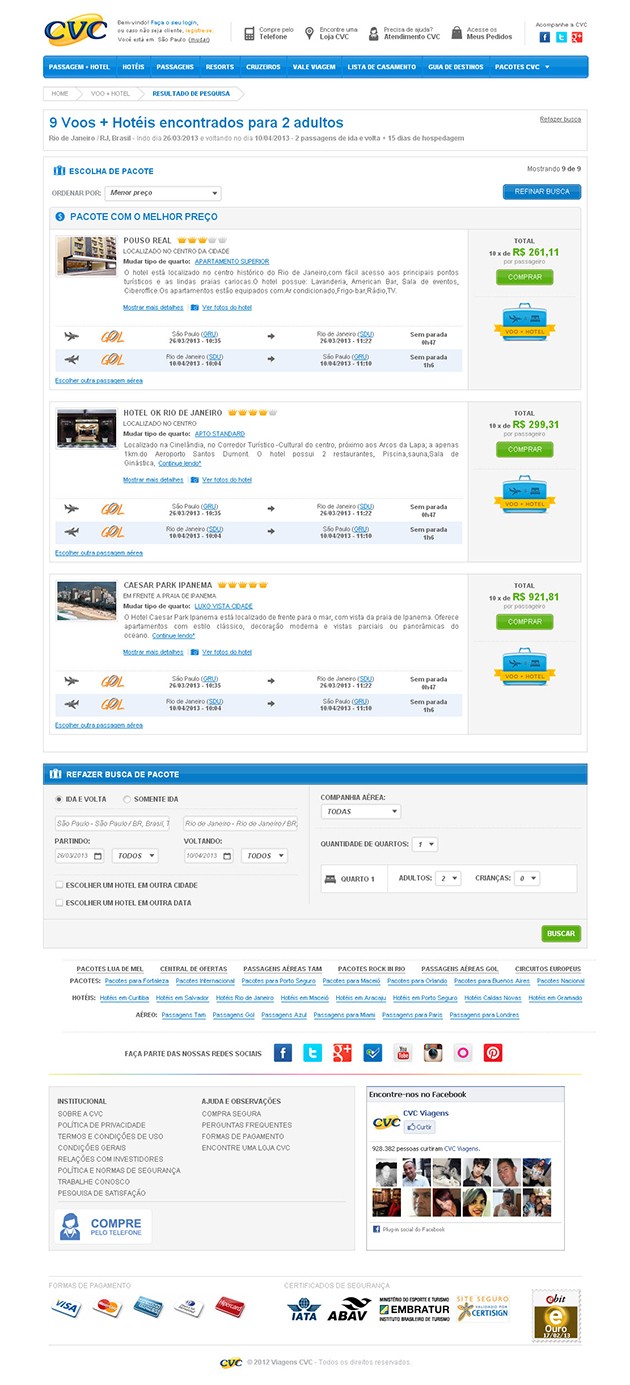 CVC
Bem-vindo! Faça o seu login,
ou caso não seja cliente, registre-se.
Você está em: São Paulo (mudar)
Compre pelo
Telefone
Encontre uma
Loja CVC
Precisa de ajuda?
Atendimento CVC
Acesse os
Meus Pedidos
Acompanhe a CVC
PASSAGEM + HOTEL HOTÉIS PASSAGENS RESORTS CRUZEIROS VALE VIAGEM LISTA DE CASAMENTO GUIA DE DESTINOS PACOTES CVC
HOME VOO + HOTEL RESULTADO DE PESQUISA
9 Voos + Hotéis encontrados para 2 adultos
Refazer busca
Rio de Janeiro / RJ, Brasil - Indo dia 26/03/2013 e voltando no dia 10/04/2013 - 2 passagens de ida e volta + 15 dias de hospedagem
ESCOLHA DE PACOTE
Mostrando 9 de 9
ORDENAR POR: Menor preço
REFINAR BUSCA
PACOTE COM O MELHOR PREÇO
POUSO REAL
LOCALIZADO NO CENTRO DA CIDADE
Mudar tipo de quarto: APARTAMENTO SUPERIOR
O hotel está localizado no centro histórico do Rio de Janeiro,com fácil acesso aos principais pontos
turísticos e as lindas praias cariocas.O hotel possue: Lavanderia, American Bar, Sala de eventos,
Ciberoffice.Os apartamentos estão equipados com:Ar condicionado,Frigo-bar,Rádio,TV.
Mostrar mais detalhes Ver fotos do hotel
TOTAL
10 x de R$ 261,11
por passageiro
COMPRAR
VOO + HOTEL
GOL São Paulo (GRU) Rio de Janeiro (SDU) Sem parada
26/03/2013 - 10:35 26/03/2013 - 11:22 0h47
GOL Rio de Janeiro (SDU) São Paulo (GRU) Sem parada
10/04/2013 - 10:04 10/04/2013 - 11:10 1h6
Escolher outra passagem aérea
HOTEL OK RIO DE JANEIRO
LOCALIZADO NO CENTRO
Mudar tipo de quarto: APTO STANDARD
Localizado na Cinelândia, no Corredor Turístico -Cultural do centro, próximo aos Arcos da Lapa; a apenas
1km.do Aeroporto Santos Dumont. O hotel possui 2 restaurantes, Piscina,sauna,Sala de
Ginástica, Continue lendo*
Mostrar mais detalhes Ver fotos do hotel
TOTAL
10 x de R$ 299,31
por passageiro
COMPRAR
VOO + HOTEL
GOL São Paulo (GRU) Rio de Janeiro (SDU) Sem parada
26/03/2013 - 10:35 26/03/2013 - 11:22 0h47
GOL Rio de Janeiro (SDU) São Paulo (GRU) Sem parada
10/04/2013 - 10:04 10/04/2013 - 11:10 1h6
Escolher outra passagem aérea
CAESAR PARK IPANEMA
EM FRENTE A PRAIA DE IPANEMA
Mudar tipo de quarto: LUXO VISTA CIDADE
O Hotel Caesar Park Ipanema está localizado de frente para o mar, com vista da praia de Ipanema. Oferece
apartamentos com estilo clássico, decoração moderna e vistas parciais ou panorâmicas do
oceano. Continue lendo*
Mostrar mais detalhes Ver fotos do hotel
TOTAL
10 x de R$ 921,81
por passageiro
COMPRAR
VOO + HOTEL
GOL São Paulo (GRU) Rio de Janeiro (SDU) Sem parada
26/03/2013 - 10:35 26/03/2013 - 11:22 0h47
GOL Rio de Janeiro (SDU) São Paulo (GRU) Sem parada
10/04/2013 - 10:04 10/04/2013 - 11:10 1h6
Escolher outra passagem aérea
REFAZER BUSCA DE PACOTE
IDA E VOLTA SOMENTE IDA
São Paulo - São Paulo / BR, Brasil, T Rio de Janeiro - Rio de Janeiro / BR,
PARTINDO: VOLTANDO:
26/03/2013 TODOS 10/04/2013 TODOS
ESCOLHER UM HOTEL EM OUTRA CIDADE
ESCOLHER UM HOTEL EM OUTRA DATA
COMPANHIA AÉREA:
TODAS
QUANTIDADE DE QUARTOS: 1
QUARTO 1 ADULTOS: 2 CRIANÇAS: 0
BUSCAR
PACOTES LUA DE MEL CENTRAL DE OFERTAS PASSAGENS AÉREAS TAM PACOTES ROCK IN RIO PASSAGENS AÉREAS GOL CIRCUITOS EUROPEUS
PACOTES: Pacotes para Fortaleza Pacotes Internacional Pacotes para Porto Seguro Pacotes para Maceió Pacotes para Orlando Pacotes para Buenos Aires Pacotes Nacional
HOTÉIS: Hotéis em Curitiba Hotéis em Salvador Hotéis Rio de Janeiro Hotéis em Maceió Hotéis em Aracaju Hotéis em Porto Seguro Hotéis Caldas Novas Hotéis em Gramado
AÉREO: Passagens Tam Passagens Gol Passagens Azul Passagens para Miami Passagens para Paris Passagens para Londres
FAÇA PARTE DAS NOSSAS REDES SOCIAIS
INSTITUCIONAL
SOBRE A CVC
POLÍTICA DE PRIVACIDADE
TERMOS E CONDIÇÕES DE USO
CONDIÇÕES GERAIS
RELAÇÕES COM INVESTIDORES
POLÍTICA E NORMAS DE SEGURANÇA
TRABALHE CONOSCO
PESQUISA DE SATISFAÇÃO
AJUDA E OBSERVAÇÕES
COMPRA SEGURA
PERGUNTAS FREQUENTES
FORMAS DE PAGAMENTO
ENCONTRE UMA LOJA CVC
COMPRE
PELO TELEFONE
Encontre-nos no Facebook
CVC
CVC Viagens
Curtir
928.382 pessoas curtiram CVC Viagens.
Plug-in social do Facebook
FORMAS DE PAGAMENTO
VISA
Hipercard
CERTIFICADOS DE SEGURANÇA
IATA
ABAV
MINISTÉRIO DO ESPORTE E TURISMO
EMBRATUR
INSTITUTO BRASILEIRO DE TURISMO
SITE SEGURO
VALIDADO POR
CERTISIGN
ebit
e
Ouro
17/02/13
CVC © 2012 Viagens CVC - Todos os direitos reservados.